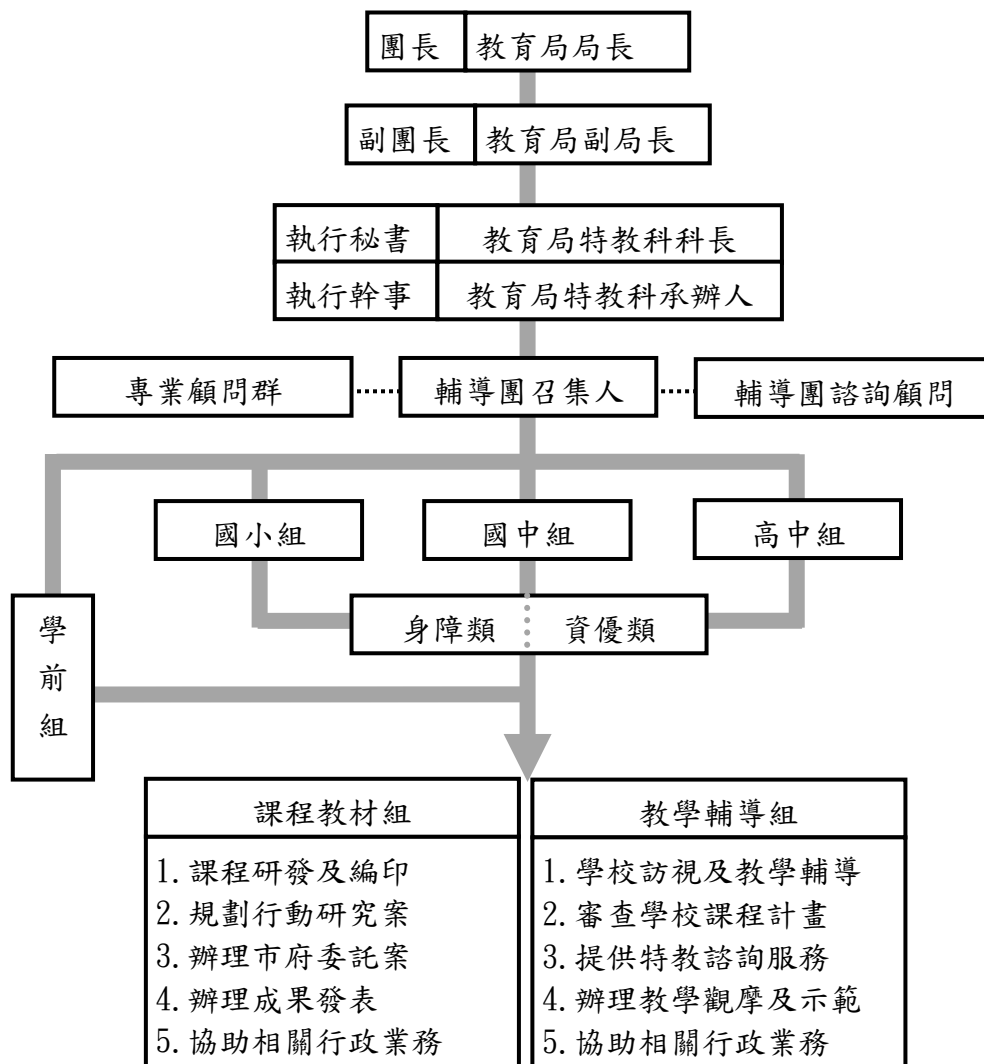 團長 教育局局長
副團長 教育局副局長
執行秘書 教育局特教科科長
執行幹事 教育局特教科承辦人
專業顧問群 輔導團召集人 輔導團諮詢顧問
國小組 國中組 高中組
學前組
身障類 資優類
課程教材組
1.課程研發及編印
2.規劃行動研究案
3.辦理市府委託案
4.辦理成果發表
5.協助相關行政業務
教學輔導組
1.學校訪視及教學輔導
2.審查學校課程計畫
3.提供特教諮詢服務
4.辦理教學觀摩及示範
5.協助相關行政業務